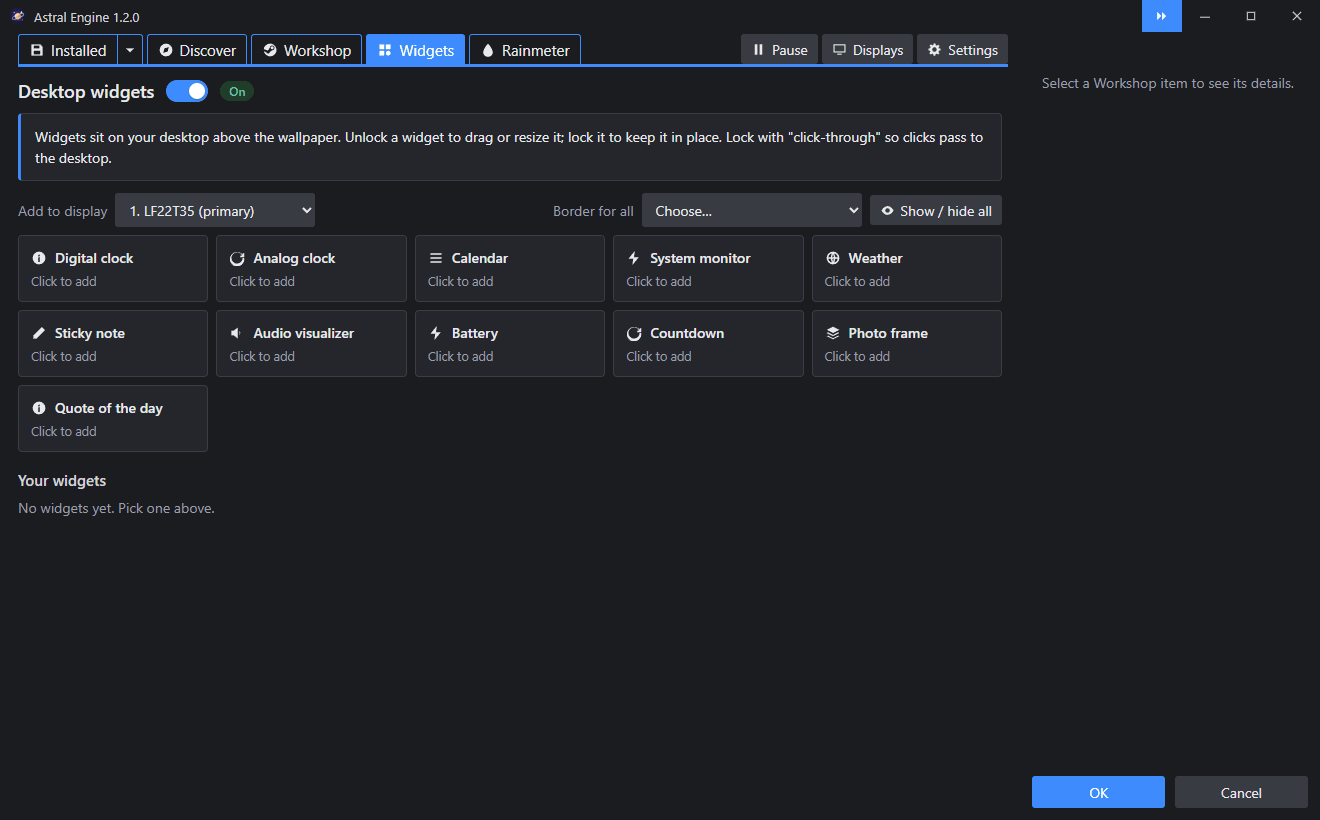 Astral Engine 1.2.0
Installed
Discover
Workshop
Widgets
Rainmeter
Pause
Displays
Settings
Desktop widgets
On
Select a Workshop item to see its details.
Widgets sit on your desktop above the wallpaper. Unlock a widget to drag or resize it; lock it to keep it in place. Lock with "click-through" so clicks pass to
the desktop.
Add to display
1. LF22T35 (primary)
Border for all
Choose...
Show / hide all
Digital clock
Click to add
Analog clock
Click to add
Calendar
Click to add
System monitor
Click to add
Weather
Click to add
Sticky note
Click to add
Audio visualizer
Click to add
Battery
Click to add
Countdown
Click to add
Photo frame
Click to add
Quote of the day
Click to add
Your widgets
No widgets yet. Pick one above.
OK
Cancel